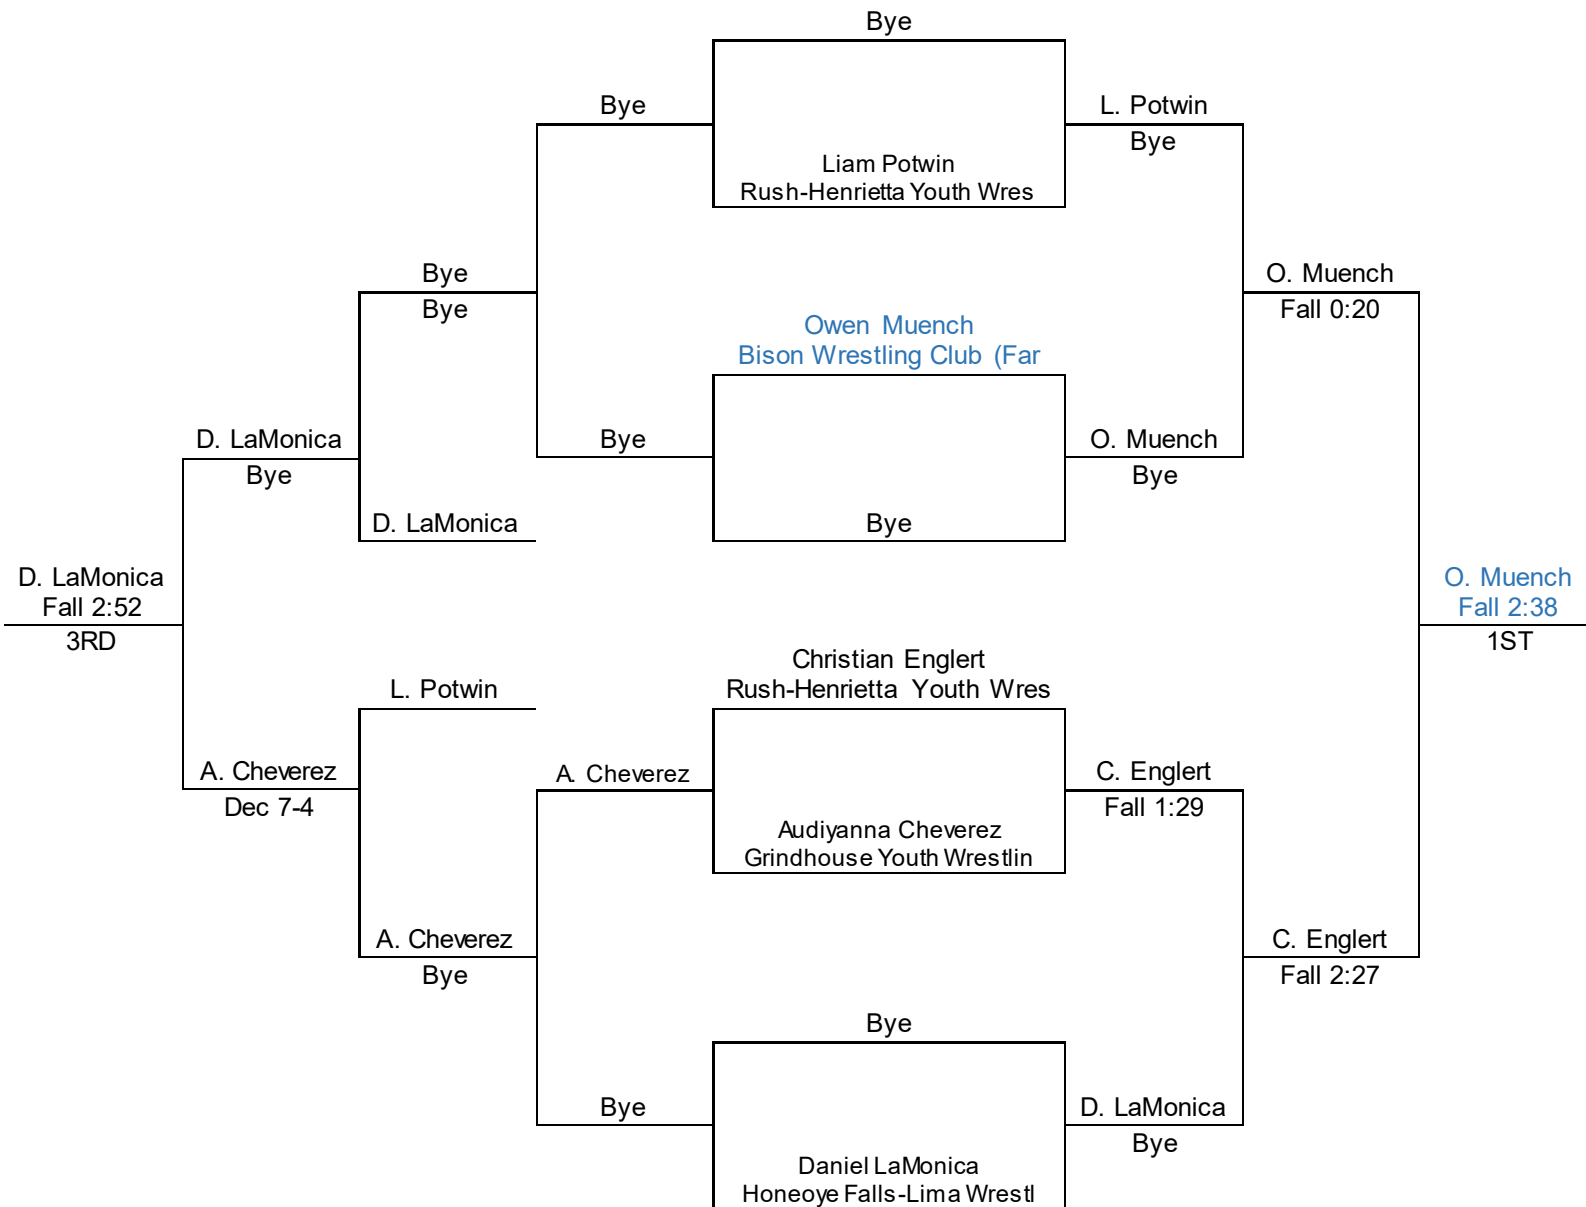 Bye
Bye
L. Potwin
Bye
Liam Potwin
Rush-Henrietta Youth Wres
Bye
Bye
O. Muench
Fall 0:20
Owen Muench
Bison Wrestling Club (Far
D. LaMonica
Bye
Bye
O. Muench
Bye
D. LaMonica
Bye
D. LaMonica
Fall 2:52
3RD
O. Muench
Fall 2:38
1ST
Christian Englert
Rush-Henrietta Youth Wres
L. Potwin
A. Cheverez
Dec 7-4
A. Cheverez
C. Englert
Fall 1:29
Audiyanna Cheverez
Grindhouse Youth Wrestlin
A. Cheverez
Bye
C. Englert
Fall 2:27
Bye
Bye
D. LaMonica
Bye
Daniel LaMonica
Honeoye Falls-Lima Wrestl